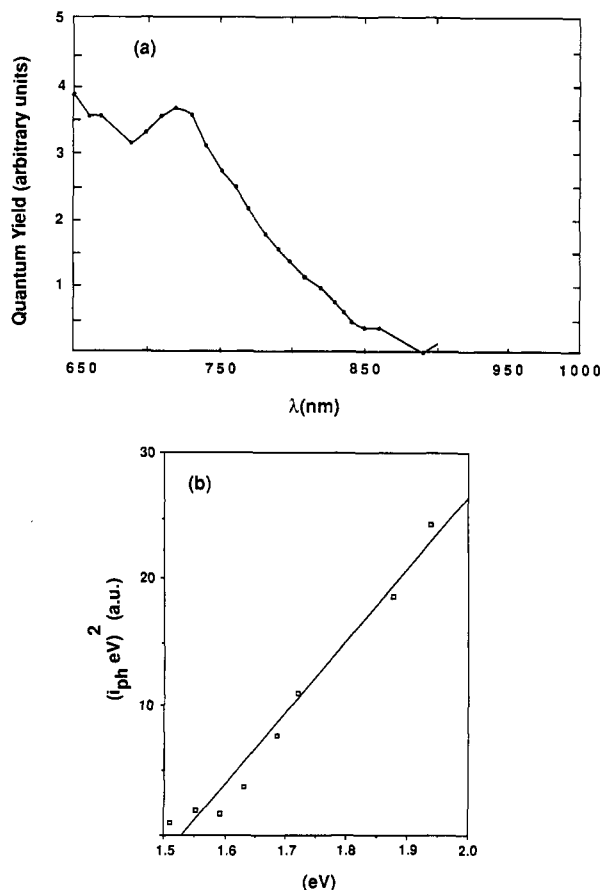 (a)
Quantum Yield (arbitrary units)
5
4
3
2
1
650 750 850 950 1000
λ(nm)
(b)
(i_ph eV)^2 (a.u.)
30
20
10
1.5 1.6 1.7 1.8 1.9 2.0
(eV)